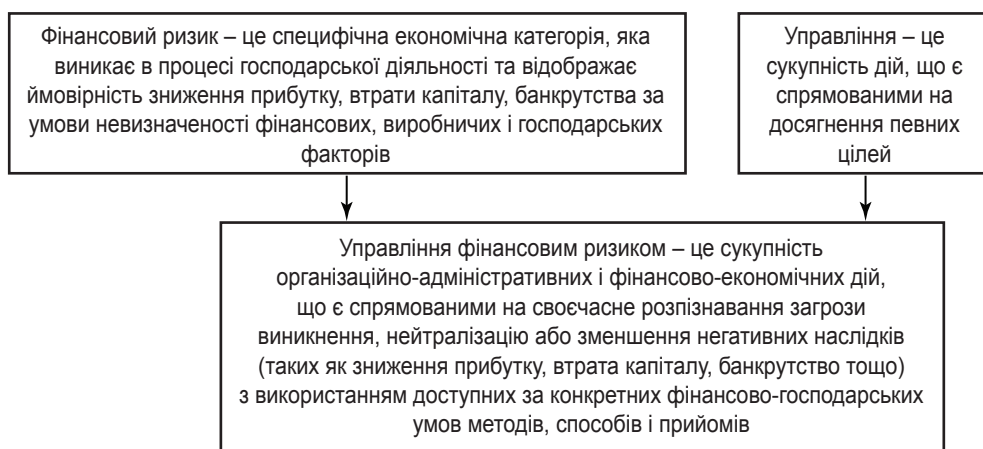 Фінансовий ризик – це специфічна економічна категорія, яка
виникає в процесі господарської діяльності та відображає
ймовірність зниження прибутку, втрати капіталу, банкрутства за
умови невизначеності фінансових, виробничих і господарських
факторів
Управління – це
сукупність дій, що є
спрямованими на
досягнення певних
цілей
Управління фінансовим ризиком – це сукупність
організаційно-адміністративних і фінансово-економічних дій,
що є спрямованими на своєчасне розпізнавання загрози
виникнення, нейтралізацію або зменшення негативних наслідків
(таких як зниження прибутку, втрата капіталу, банкрутство тощо)
з використанням доступних за конкретних фінансово-господарських
умов методів, способів і прийомів